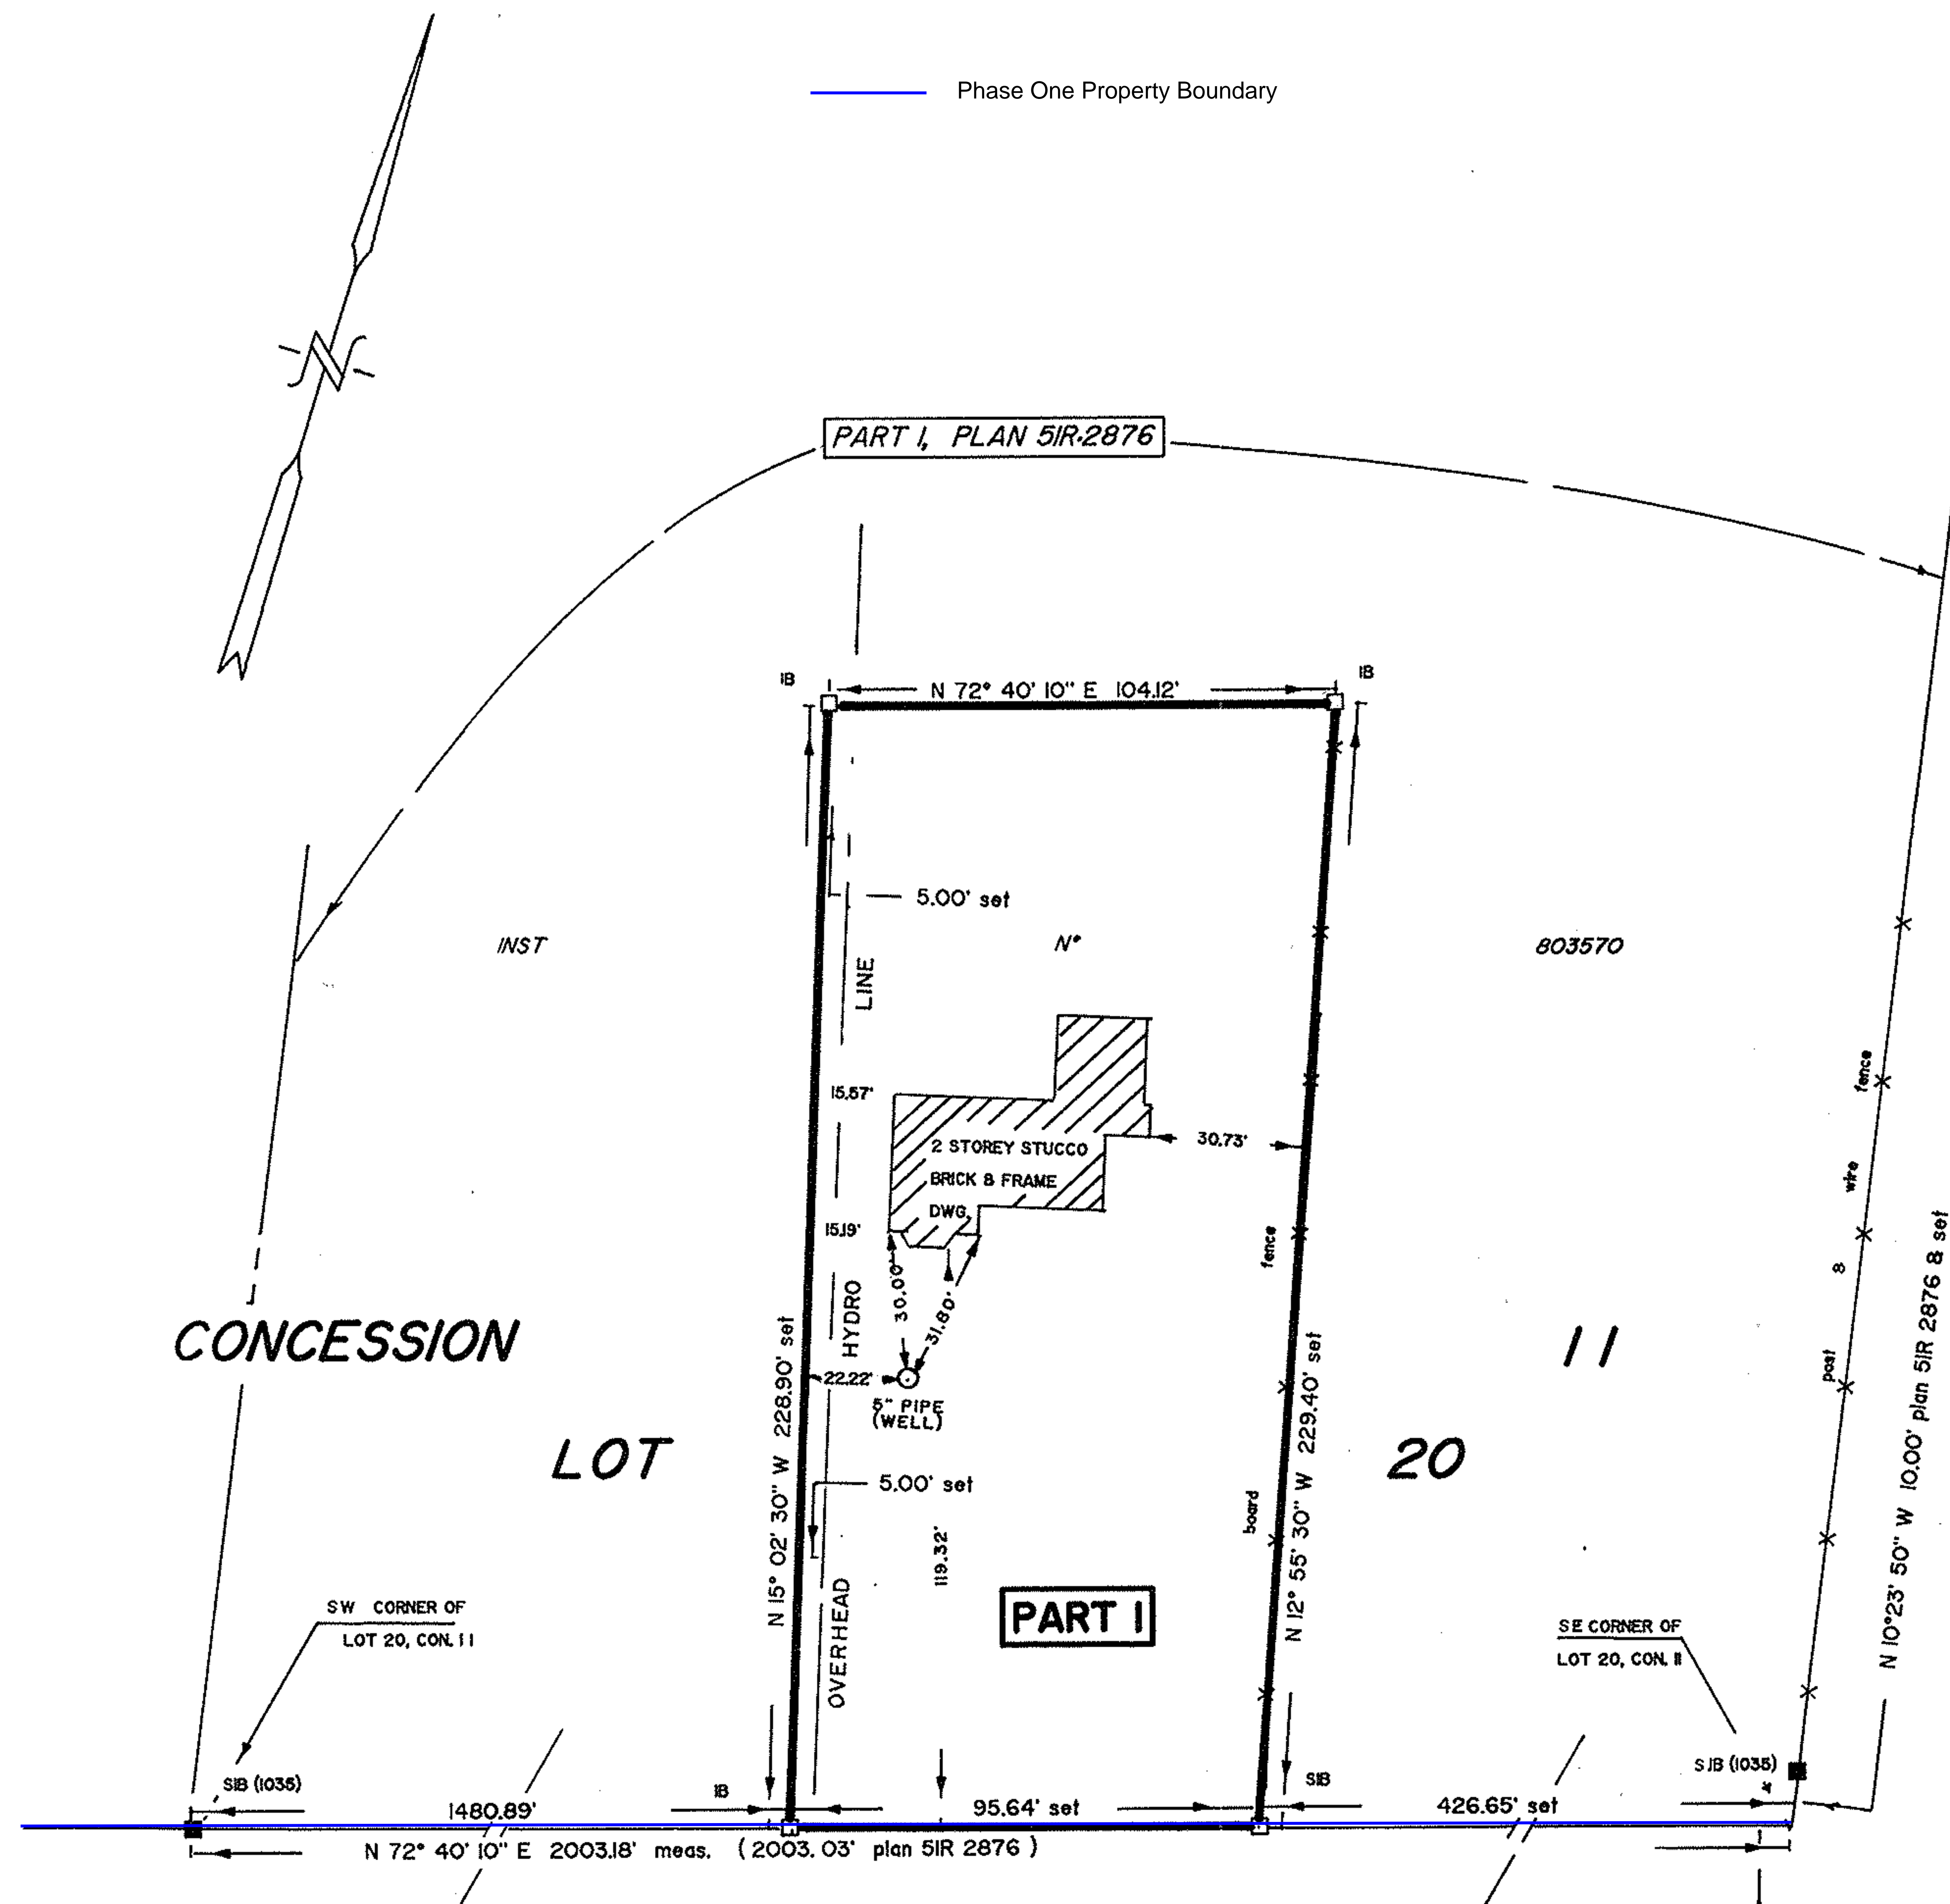 Phase One Property Boundary
PART 1, PLAN 51R-2876
IB
N 72° 40' 10" E 104.12'
IB
5.00' set
INST
N°
803570
LINE
15.57'
2 STOREY STUCCO
BRICK & FRAME
DWG.
30.73'
15.19'
fence
fence
wire
&
post
30.00'
31.80'
HYDRO
CONCESSION
11
22.22'
5" PIPE
(WELL)
LOT
20
N 15° 02' 30" W 228.90' set
N 12° 55' 30" W 229.40' set
N 10° 23' 50" W 10.00' plan 51R 2876 & set
5.00' set
board
119.32'
OVERHEAD
PART 1
SW CORNER OF
LOT 20, CON. 11
SE CORNER OF
LOT 20, CON. 11
SIB (1035)
IB
SIB
SIB (1035)
1480.89'
95.64' set
426.65' set
N 72° 40' 10" E 2003.18' meas. (2003.03' plan 51R 2876)